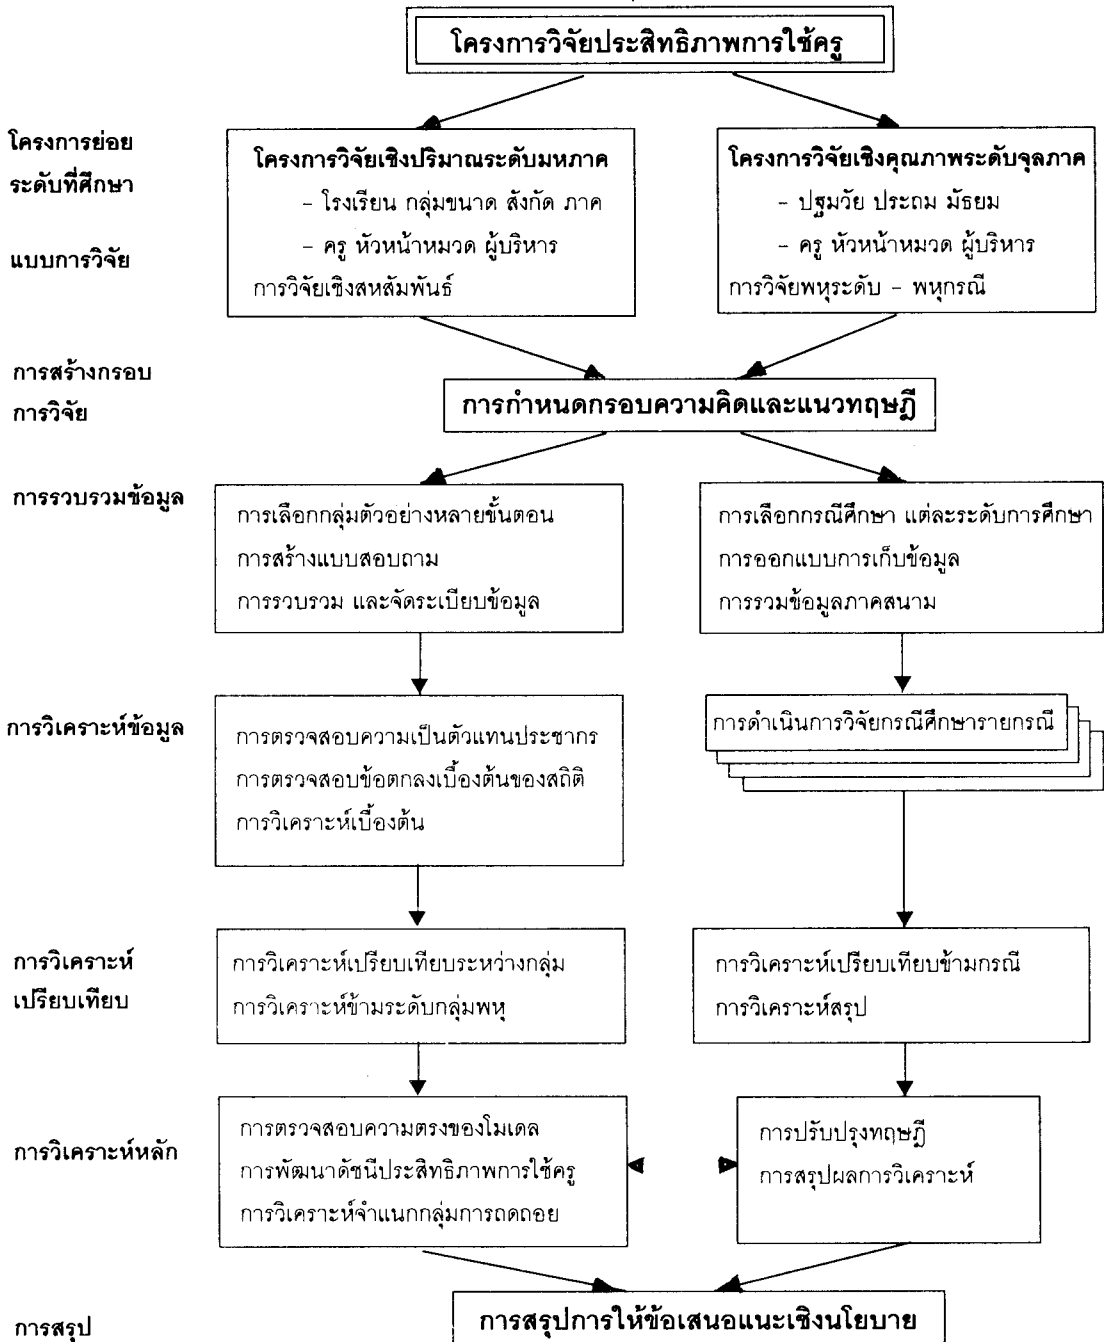 โครงการวิจัยประสิทธิภาพการใช้ครู
โครงการย่อย
ระดับที่ศึกษา
แบบการวิจัย
โครงการวิจัยเชิงปริมาณระดับมหภาค
– โรงเรียน กลุ่มขนาด สังกัด ภาค
– ครู หัวหน้าหมวด ผู้บริหาร
การวิจัยเชิงสหสัมพันธ์
โครงการวิจัยเชิงคุณภาพระดับจุลภาค
– ปฐมวัย ประถม มัธยม
– ครู หัวหน้าหมวด ผู้บริหาร
การวิจัยพหุระดับ – พหุกรณี
การสร้างกรอบ
การวิจัย
การกำหนดกรอบความคิดและแนวทฤษฎี
การรวบรวมข้อมูล
การเลือกกลุ่มตัวอย่างหลายขั้นตอน
การสร้างแบบสอบถาม
การรวบรวม และจัดระเบียบข้อมูล
การเลือกกรณีศึกษา แต่ละระดับการศึกษา
การออกแบบการเก็บข้อมูล
การรวมข้อมูลภาคสนาม
การวิเคราะห์ข้อมูล
การตรวจสอบความเป็นตัวแทนประชากร
การตรวจสอบข้อตกลงเบื้องต้นของสถิติ
การวิเคราะห์เบื้องต้น
การดำเนินการวิจัยกรณีศึกษารายกรณี
การวิเคราะห์
เปรียบเทียบ
การวิเคราะห์เปรียบเทียบระหว่างกลุ่ม
การวิเคราะห์ข้ามระดับกลุ่มพหุ
การวิเคราะห์เปรียบเทียบข้ามกรณี
การวิเคราะห์สรุป
การวิเคราะห์หลัก
การตรวจสอบความตรงของโมเดล
การพัฒนาดัชนีประสิทธิภาพการใช้ครู
การวิเคราะห์จำแนกกลุ่มการถดถอย
การปรับปรุงทฤษฎี
การสรุปผลการวิเคราะห์
การสรุป
การสรุปการให้ข้อเสนอแนะเชิงนโยบาย